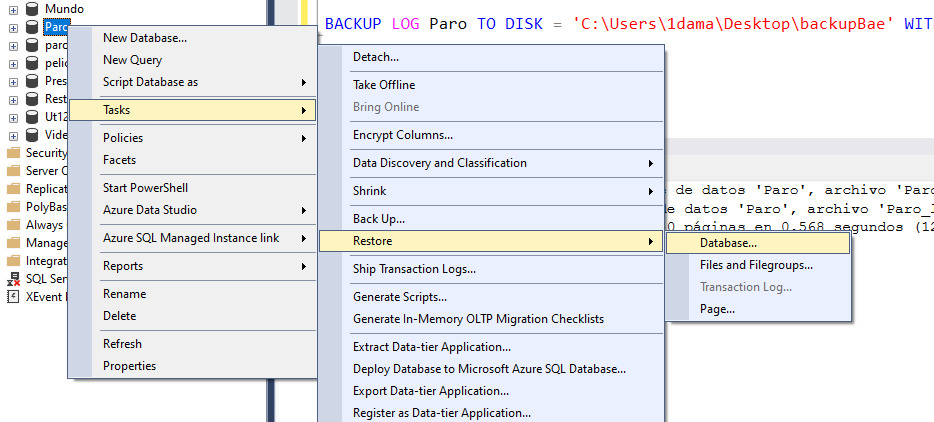 Mundo
BACKUP LOG Paro TO DISK = 'C:\Users\1dama\Desktop\backupBae' WIT
Paro
New Database...
New Query
Script Database as
Tasks
Policies
Facets
Start PowerShell
Azure Data Studio
Azure SQL Managed Instance link
Reports
Rename
Delete
Refresh
Properties
Detach...
Take Offline
Bring Online
Encrypt Columns...
Data Discovery and Classification
Shrink
Back Up...
Restore
Ship Transaction Logs...
Generate Scripts...
Generate In-Memory OLTP Migration Checklists
Extract Data-tier Application...
Deploy Database to Microsoft Azure SQL Database...
Export Data-tier Application...
Register as Data-tier Application...
Database...
Files and Filegroups...
Transaction Log...
Page...
paro
pelic
Pres
Rest
Ut12
Vide
Security
Server O
Replicat
PolyBas
Always
Manage
Integrat
SQL Ser
XEvent
e de datos 'Paro', archivo 'Paro
de datos 'Paro', archivo 'Paro_
0 páginas en 0.568 segundos (12